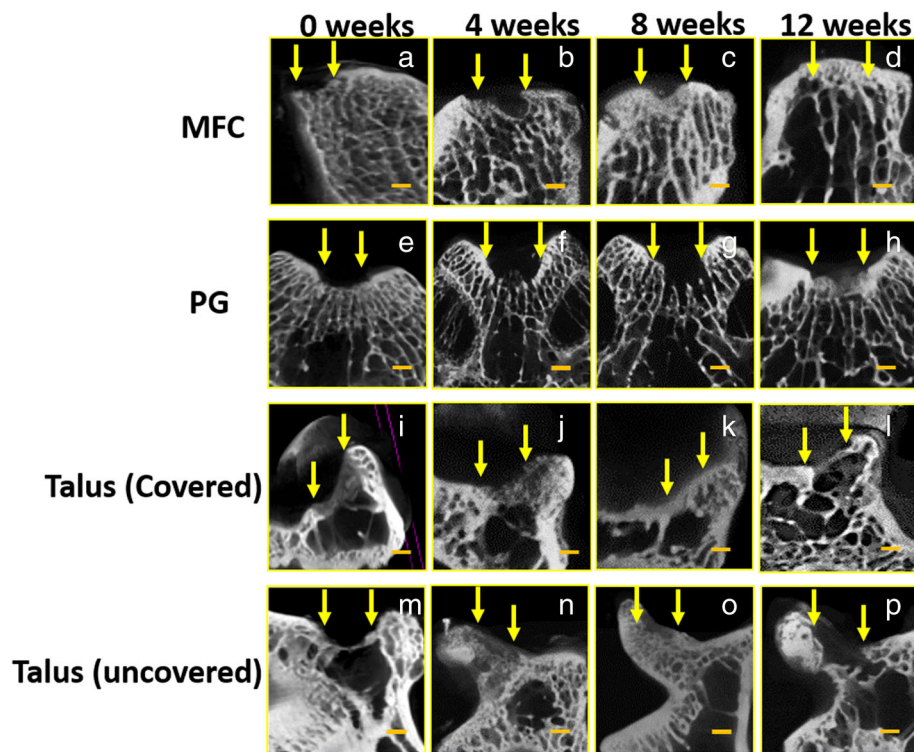 0 weeks 4 weeks 8 weeks 12 weeks
MFC a b c d
PG e f g h
Talus (Covered) i j k l
Talus (uncovered) m n o p